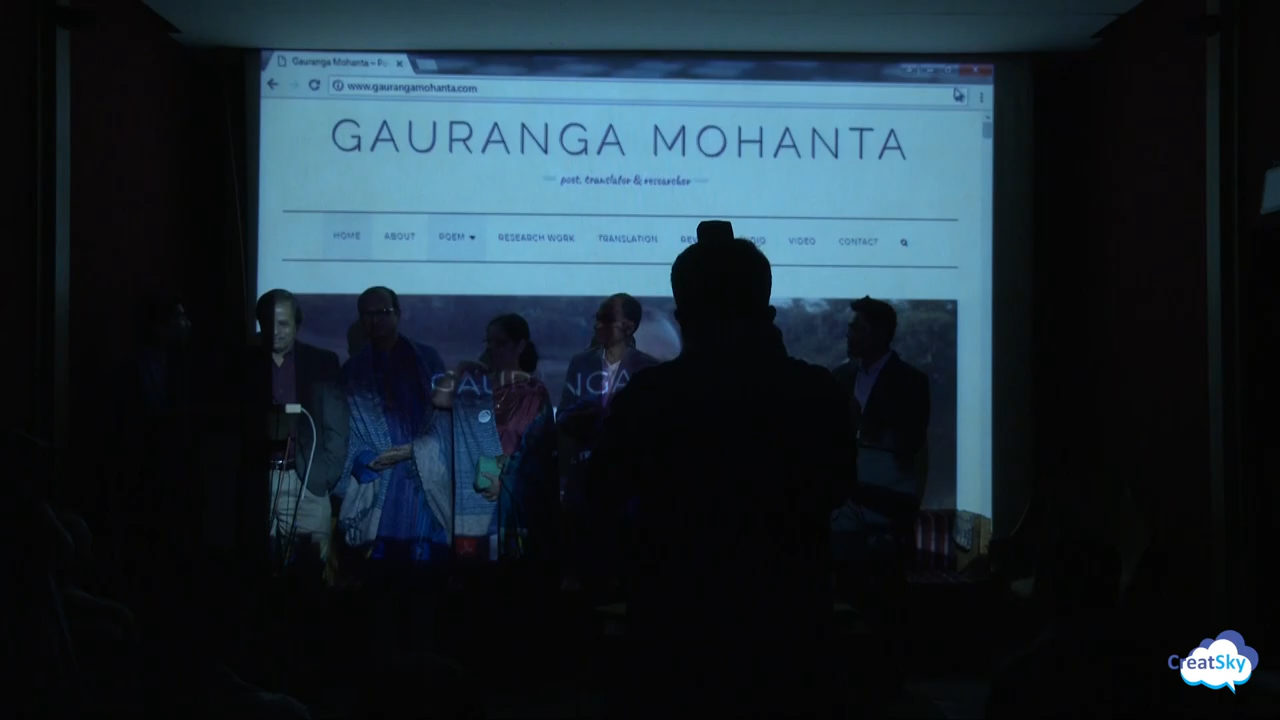 Gauranga Mohanta – Po
www.gaurangamohanta.com
GAURANGA MOHANTA
poet, translator & researcher
HOME ABOUT POEM RESEARCH WORK TRANSLATION VIDEO CONTACT
GAURANGA
CreatSky